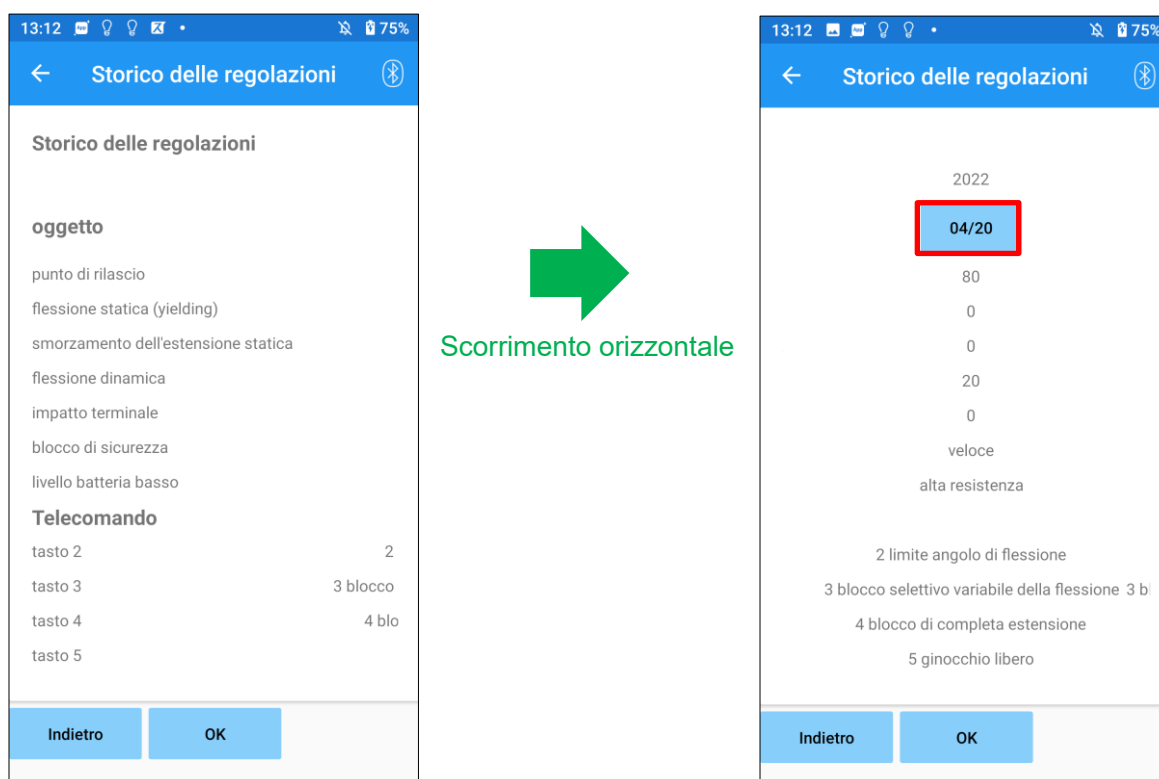 13:12
75%
Storico delle regolazioni
Storico delle regolazioni
oggetto
punto di rilascio
flessione statica (yielding)
smorzamento dell'estensione statica
flessione dinamica
impatto terminale
blocco di sicurezza
livello batteria basso
Telecomando
tasto 2 2
tasto 3 3 blocco
tasto 4 4 blo
tasto 5
Indietro OK
Scorrimento orizzontale
13:12
75%
Storico delle regolazioni
2022
04/20
80
0
0
20
0
veloce
alta resistenza
2 limite angolo di flessione
3 blocco selettivo variabile della flessione 3 bl
4 blocco di completa estensione
5 ginocchio libero
Indietro OK